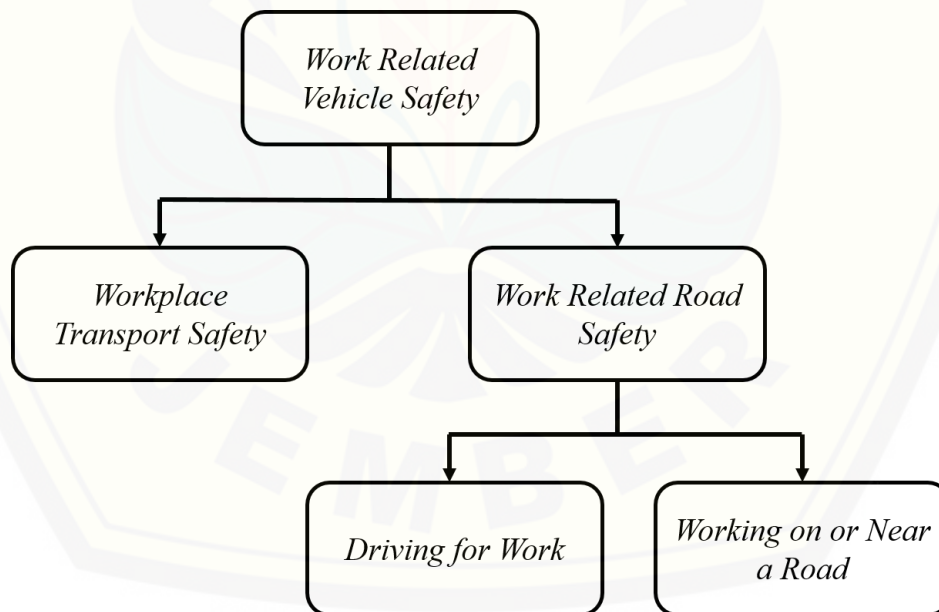 Work Related
Vehicle Safety
Workplace
Transport Safety
Work Related Road
Safety
Driving for Work
Working on or Near
a Road
JEMBER